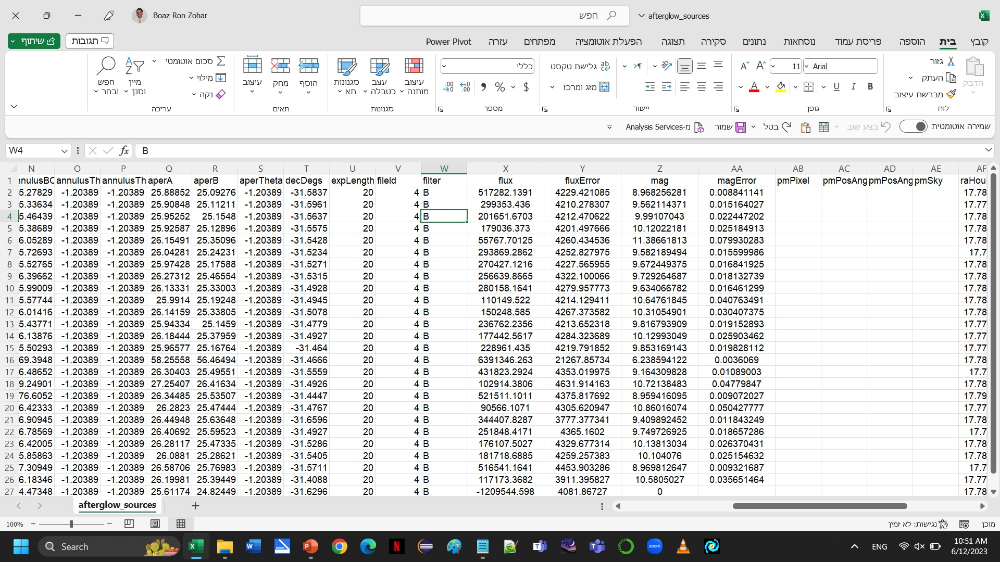 Boaz Ron Zohar
חפש
afterglow_sources
קובץ בית הוספה פריסת עמוד נוסחאות נתונים סקירה תצוגה הפעלת אוטומציה מפתחים עזרה Power Pivot
תגובות
שיתוף
הדבק
גזור
העתק
מברשת עיצוב
לוח
Arial 11
B I U
גופן
גלישת טקסט
מזג ומרכז
יישור
כללי
$ % 9
מספר
עיצוב מותנה
עצב כטבלה
סגנונות תא
סגנונות
הוסף
מחק
עיצוב
תאים
סכום אוטומטי
מילוי
נקה
מיין וסנן
חפש ובחר
עריכה
שמירה אוטומטית
בצע שוב
בטל
שמור
מ-Analysis Services
W4 fx B
N O P Q R S T U V W X Y Z AA AB AC AD AE AF
1 nnulusBC annulusTh annulusTh aperA aperB aperTheta decDegs expLength fileId filter flux fluxError mag magError pmPixel pmPosAng pmPosAng pmSky raHou
2 5.27829 -1.20389 -1.20389 25.88852 25.09276 -1.20389 -31.5837 20 4 B 517282.1391 4229.421085 8.968256281 0.008841141 17.78
3 5.33634 -1.20389 -1.20389 25.90848 25.11211 -1.20389 -31.5961 20 4 B 299353.436 4210.278307 9.562114371 0.015164027 17.77
4 5.46439 -1.20389 -1.20389 25.95252 25.1548 -1.20389 -31.5637 20 4 B 201651.6703 4212.470622 9.99107043 0.022447202 17.78
5 5.38689 -1.20389 -1.20389 25.92587 25.12896 -1.20389 -31.5575 20 4 B 179036.373 4201.497666 10.12022181 0.025184913 17.78
6 6.05289 -1.20389 -1.20389 26.15491 25.35096 -1.20389 -31.5428 20 4 B 55767.70125 4260.434536 11.38661813 0.079930283 17.78
7 5.72693 -1.20389 -1.20389 26.04281 25.24231 -1.20389 -31.5234 20 4 B 293869.2862 4252.827975 9.582189494 0.015599986 17.7
8 5.52765 -1.20389 -1.20389 25.97428 25.17588 -1.20389 -31.5271 20 4 B 270427.1216 4227.565955 9.672449375 0.016841925 17.78
9 6.39662 -1.20389 -1.20389 26.27312 25.46554 -1.20389 -31.5315 20 4 B 256639.8665 4322.100066 9.729264687 0.018132739 17.78
10 5.99009 -1.20389 -1.20389 26.13331 25.33003 -1.20389 -31.4928 20 4 B 280158.1641 4279.957773 9.634066782 0.016461299 17.78
11 5.57744 -1.20389 -1.20389 25.9914 25.19248 -1.20389 -31.4945 20 4 B 110149.522 4214.129411 10.64761845 0.040763491 17.78
12 6.01416 -1.20389 -1.20389 26.14159 25.33805 -1.20389 -31.5078 20 4 B 150248.585 4267.373582 10.31054901 0.030407375 17.78
13 5.43771 -1.20389 -1.20389 25.94334 25.1459 -1.20389 -31.4779 20 4 B 236762.2356 4213.652318 9.816793909 0.019152893 17.77
14 6.13876 -1.20389 -1.20389 26.18444 25.37959 -1.20389 -31.5277 20 4 B 177442.5617 4284.323689 10.12993049 0.025903462 17.77
15 5.50293 -1.20389 -1.20389 25.96577 25.16764 -1.20389 -31.464 20 4 B 228961.435 4219.791852 9.853169143 0.019828112 17.77
16 69.3948 -1.20389 -1.20389 58.25558 56.46494 -1.20389 -31.4666 20 4 B 6391346.263 21267.85734 6.238594122 0.0036069 17.78
17 6.48652 -1.20389 -1.20389 26.30403 25.49551 -1.20389 -31.5559 20 4 B 431823.2924 4353.019975 9.164309828 0.01089003 17.7
18 9.24901 -1.20389 -1.20389 27.25407 26.41634 -1.20389 -31.4926 20 4 B 102914.3806 4631.914163 10.72138483 0.04779847 17.78
19 76.6052 -1.20389 -1.20389 26.34485 25.53507 -1.20389 -31.4447 20 4 B 521511.1011 4375.817692 8.959416095 0.009072027 17.79
20 6.42333 -1.20389 -1.20389 26.2823 25.47444 -1.20389 -31.4767 20 4 B 90566.1071 4305.620947 10.86016074 0.050427777 17.77
21 6.90945 -1.20389 -1.20389 26.44948 25.63648 -1.20389 -31.6596 20 4 B 344407.8287 3777.377341 9.409892452 0.011843249 17.78
22 6.78569 -1.20389 -1.20389 26.40692 25.59523 -1.20389 -31.4927 20 4 B 251848.4171 4365.1602 9.749726925 0.018657286 17.7
23 6.42005 -1.20389 -1.20389 26.28117 25.47335 -1.20389 -31.5286 20 4 B 176107.5027 4329.677314 10.13813034 0.026370431 17.78
24 5.85863 -1.20389 -1.20389 26.0881 25.28621 -1.20389 -31.5405 20 4 B 181718.6885 4259.257383 10.104076 0.025154632 17.78
25 7.30949 -1.20389 -1.20389 26.58706 25.76983 -1.20389 -31.5711 20 4 B 516541.1641 4453.903286 8.969812647 0.009321687 17.7
26 6.18346 -1.20389 -1.20389 26.19981 25.39449 -1.20389 -31.4088 20 4 B 117173.3682 3911.395827 10.5805027 0.035651464 17.77
27 4.47348 -1.20389 -1.20389 25.61174 24.82449 -1.20389 -31.6296 20 4 B -1209544.598 4081.86727 0 17.78
afterglow_sources
100%
נגישות: לא זמין
מוכן
Search
zoom
ENG
10:51 AM
6/12/2023